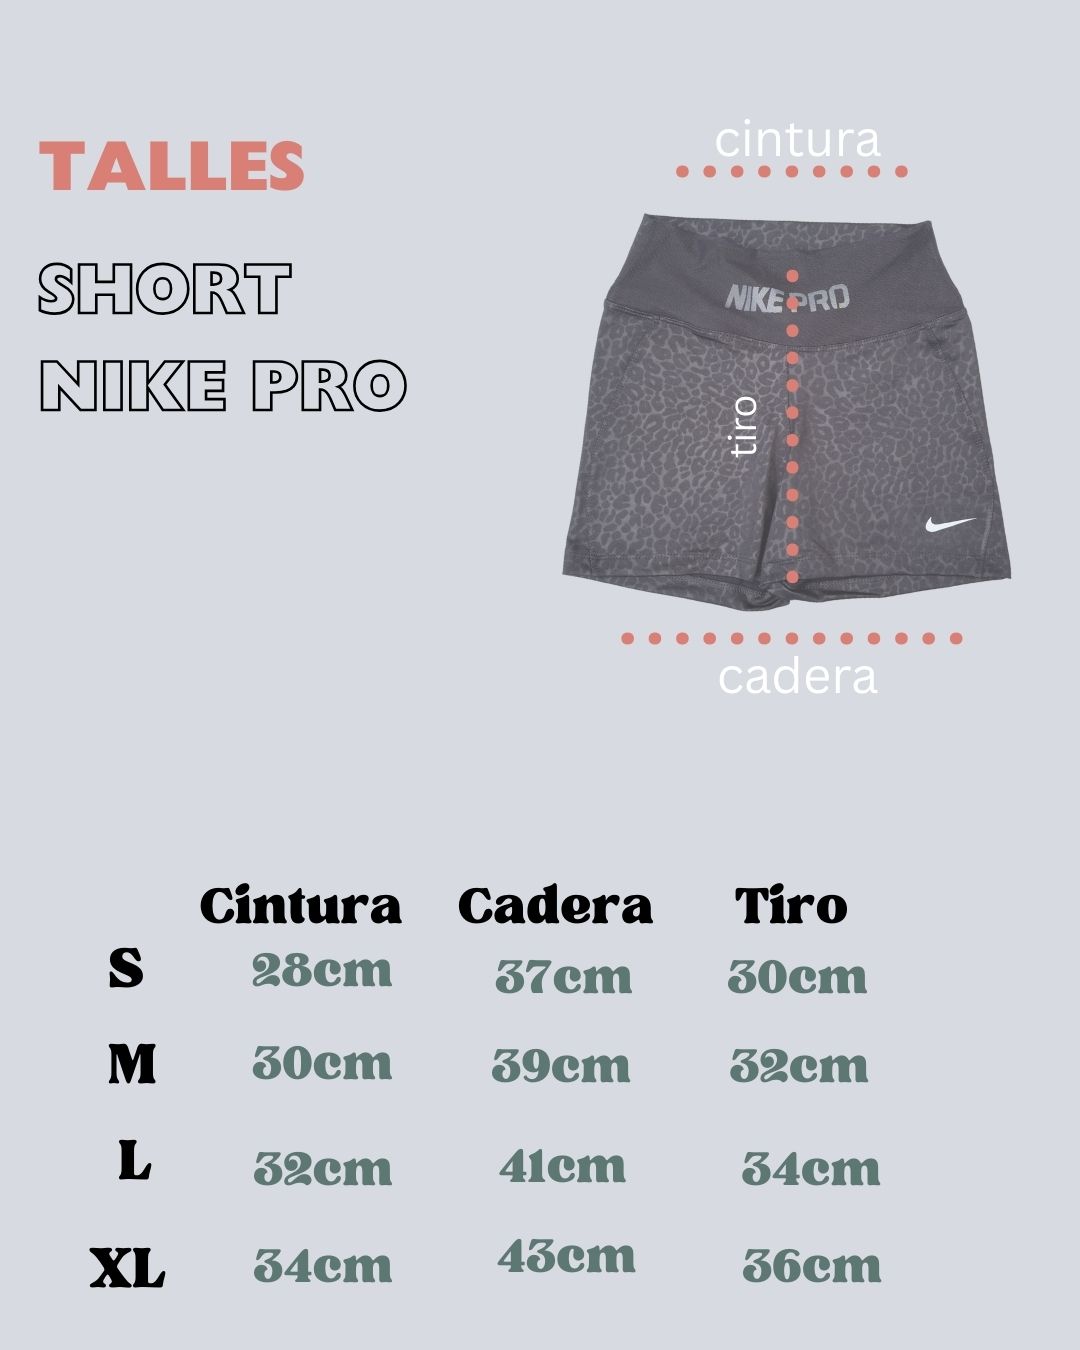 TALLES
SHORT
NIKE PRO
cintura
NIKE PRO
tiro
cadera
Cintura Cadera Tiro
S 28cm 37cm 30cm
M 30cm 39cm 32cm
L 32cm 41cm 34cm
XL 34cm 43cm 36cm